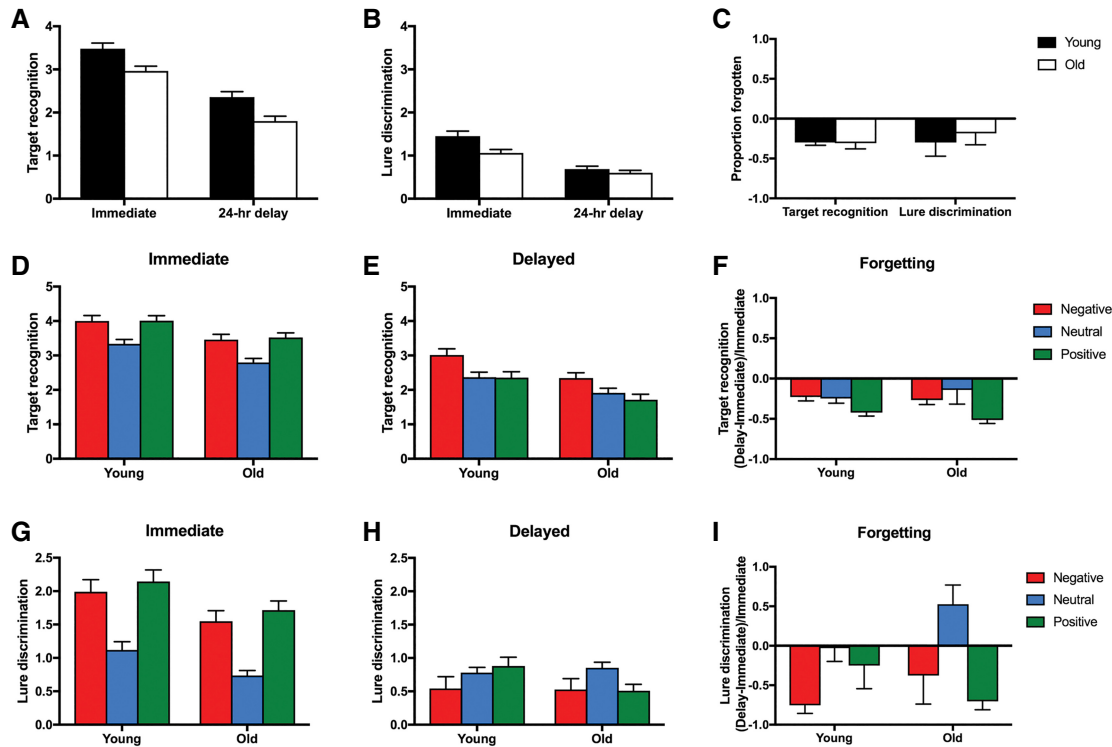 A
Target recognition
4
3
2
1
0
Immediate
24-hr delay
B
Lure discrimination
4
3
2
1
0
Immediate
24-hr delay
C
Proportion forgotten
1.0
0.5
0.0
-0.5
-1.0
Target recognition
Lure discrimination
Young
Old
D
Immediate
Target recognition
5
4
3
2
1
0
Young
Old
E
Delayed
Target recognition
5
4
3
2
1
0
Young
Old
F
Forgetting
Target recognition
(Delay-Immediate)/Immediate
1.0
0.5
0.0
-0.5
-1.0
Young
Old
Negative
Neutral
Positive
G
Immediate
Lure discrimination
2.5
2.0
1.5
1.0
0.5
0.0
Young
Old
H
Delayed
Lure discrimination
2.5
2.0
1.5
1.0
0.5
0.0
Young
Old
I
Forgetting
Lure discrimination
(Delay-Immediate)/Immediate
1.0
0.5
0.0
-0.5
-1.0
Young
Old
Negative
Neutral
Positive